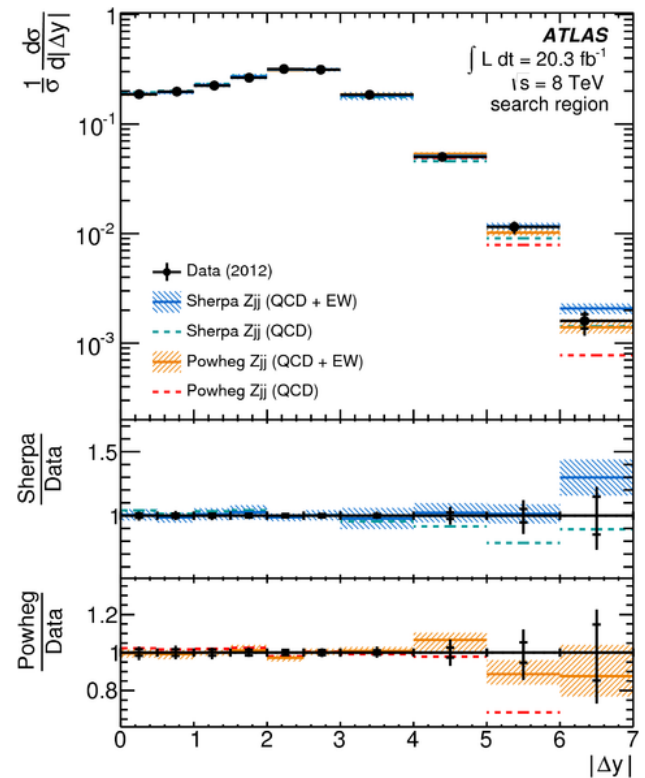 1/σ dσ/d|Δy|
1
10⁻¹
10⁻²
10⁻³
ATLAS
∫ L dt = 20.3 fb⁻¹
√s = 8 TeV
search region
Data (2012)
Sherpa Zjj (QCD + EW)
Sherpa Zjj (QCD)
Powheg Zjj (QCD + EW)
Powheg Zjj (QCD)
Sherpa
Data
1.5
1
Powheg
Data
1.2
1
0.8
0 1 2 3 4 5 6 7
|Δy|